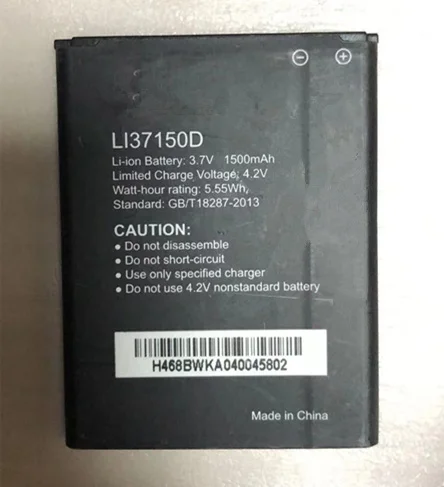 ⊖ ⊕
LI37150D
Li-ion Battery: 3.7V 1500mAh
Limited Charge Voltage, 4.2V
Watt-hour rating: 5.55Wh,
Standard: GB/T18287-2013
CAUTION:
● Do not disassemble
● Do not short-circuit
● Use only specified charger
● Do not use 4.2V nonstandard battery
H468BWKA040045802
Made in China